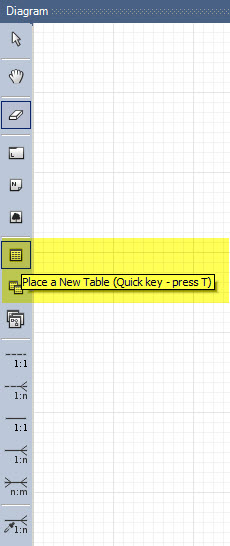 Diagram
N
Place a New Table (Quick key - press T)
1:1
1:n
1:1
1:n
n:m
1:n